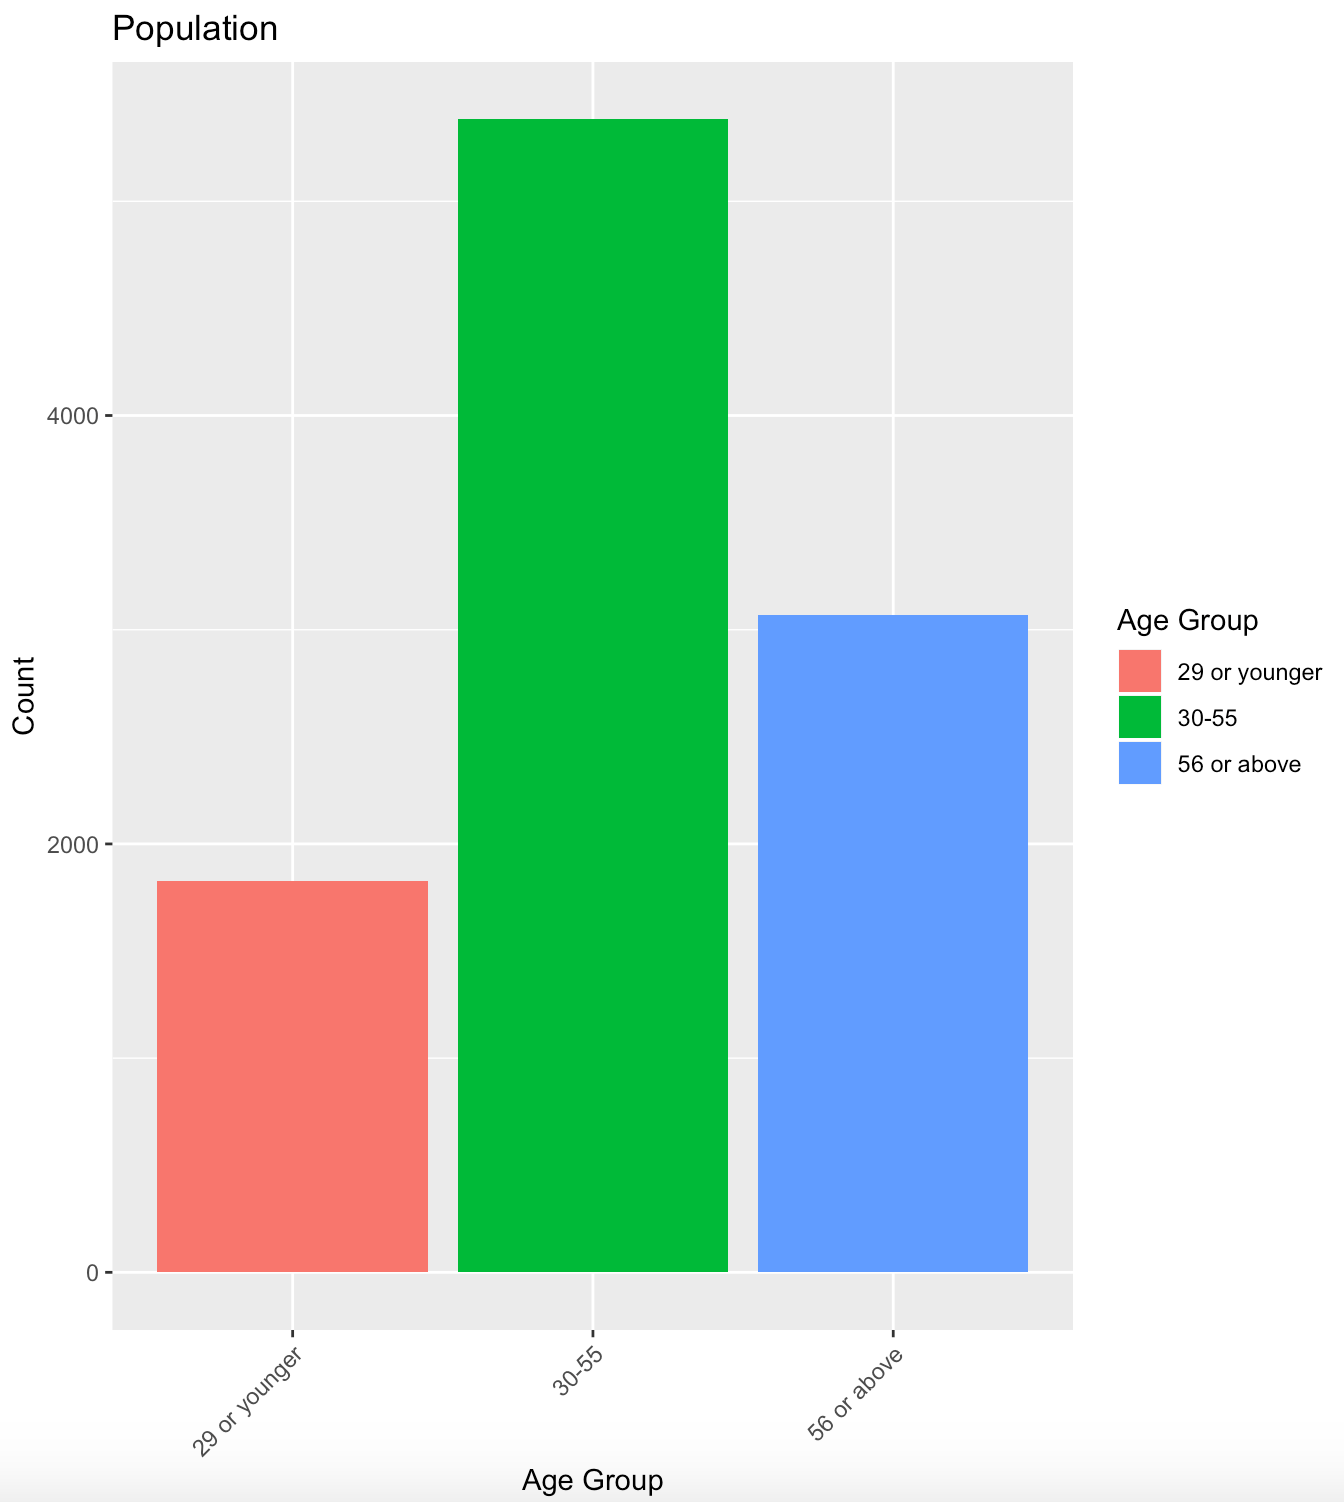 Population
Count
4000
2000
0
29 or younger
30-55
56 or above
Age Group
Age Group
29 or younger
30-55
56 or above